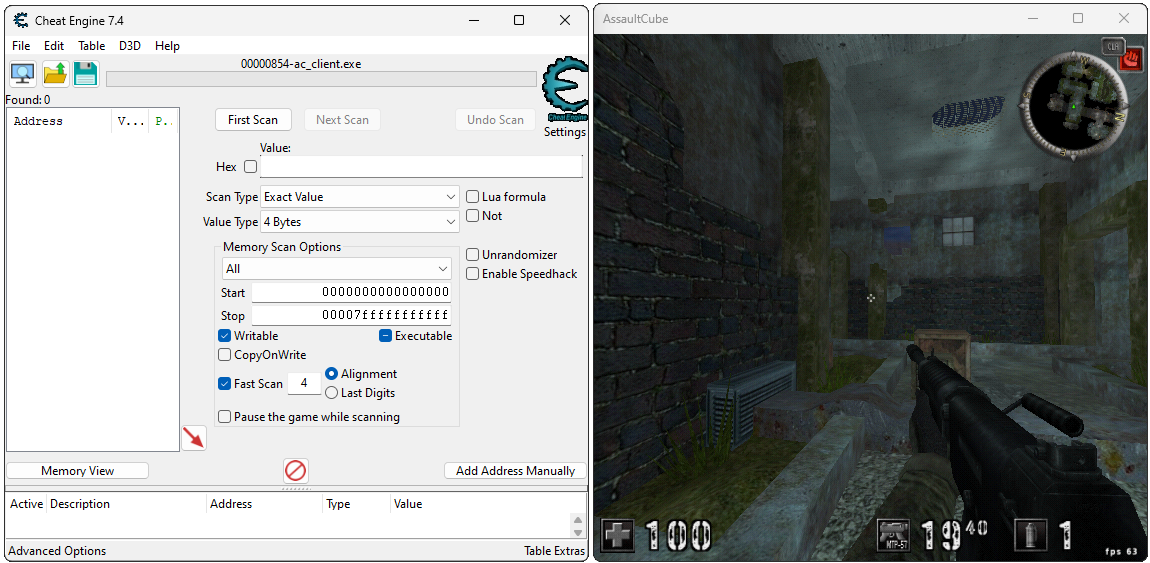 Cheat Engine 7.4
File Edit Table D3D Help
00000854-ac_client.exe
Found: 0
Address V... P..
First Scan Next Scan Undo Scan
Cheat Engine
Settings
Value:
Hex
Scan Type Exact Value
Lua formula
Value Type 4 Bytes
Not
Memory Scan Options
All
Unrandomizer
Enable Speedhack
Start 0000000000000000
Stop 00007fffffffffff
Writable Executable
CopyOnWrite
Fast Scan 4 Alignment
Last Digits
Pause the game while scanning
Memory View Add Address Manually
Active Description Address Type Value
Advanced Options Table Extras
AssaultCube
CLA
100 MTP-57 19 40 1
fps 63